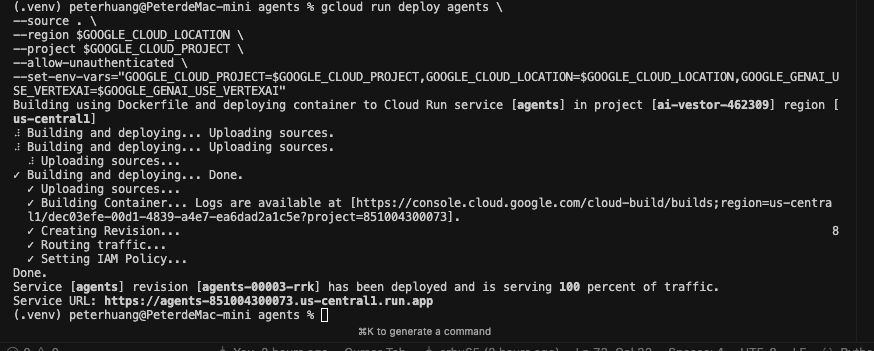 (.venv) peterhuang@PeterdeMac-mini agents % gcloud run deploy agents \
--source . \
--region $GOOGLE_CLOUD_LOCATION \
--project $GOOGLE_CLOUD_PROJECT \
--allow-unauthenticated \
--set-env-vars="GOOGLE_CLOUD_PROJECT=$GOOGLE_CLOUD_PROJECT,GOOGLE_CLOUD_LOCATION=$GOOGLE_CLOUD_LOCATION,GOOGLE_GENAI_U
SE_VERTEXAI=$GOOGLE_GENAI_USE_VERTEXAI"
Building using Dockerfile and deploying container to Cloud Run service [agents] in project [ai-vestor-462309] region [
us-central1]
⠼ Building and deploying... Uploading sources.
⠼ Building and deploying... Uploading sources.
⠼ Uploading sources...
✓ Building and deploying... Done.
✓ Uploading sources...
✓ Building Container... Logs are available at [https://console.cloud.google.com/cloud-build/builds;region=us-centra
l1/dec03efe-00d1-4839-a4e7-ea6dad2a1c5e?project=851004300073].
✓ Creating Revision... 8
✓ Routing traffic...
✓ Setting IAM Policy...
Done.
Service [agents] revision [agents-00003-rrk] has been deployed and is serving 100 percent of traffic.
Service URL: https://agents-851004300073.us-central1.run.app
(.venv) peterhuang@PeterdeMac-mini agents %
⌘K to generate a command